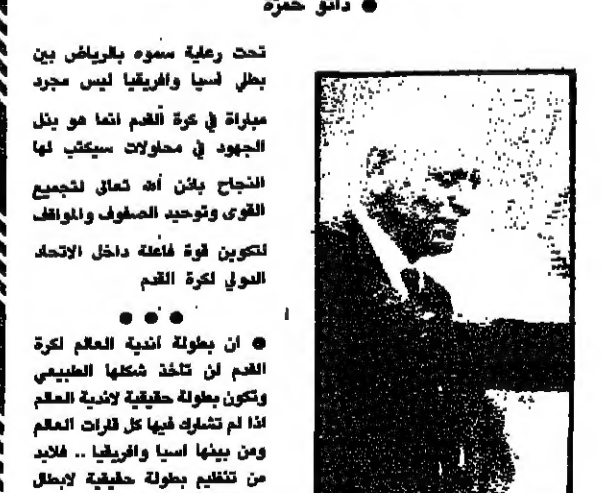 ● دانو حمزه
تحت رعاية سموه بالرياض بين
بطلي آسيا وافريقيا ليس مجرد
مباراة في كرة القدم انما هو بذل
الجهود في محاولات سيكتب لها
النجاح باذن الله تعالى لتجميع
القوى وتوحيد الصفوف والمواقف
لتكوين قوة فاعلة داخل الاتحاد
الدولي لكرة القدم
● ● ●
● ان بطولة اندية العالم لكرة
القدم لن تأخذ شكلها الطبيعي
وتكون بطولة حقيقية لاندية العالم
اذا لم تشارك فيها كل قارات العالم
ومن بينها اسيا وافريقيا .. فلابد
من تنظيم بطولة حقيقية لابطال